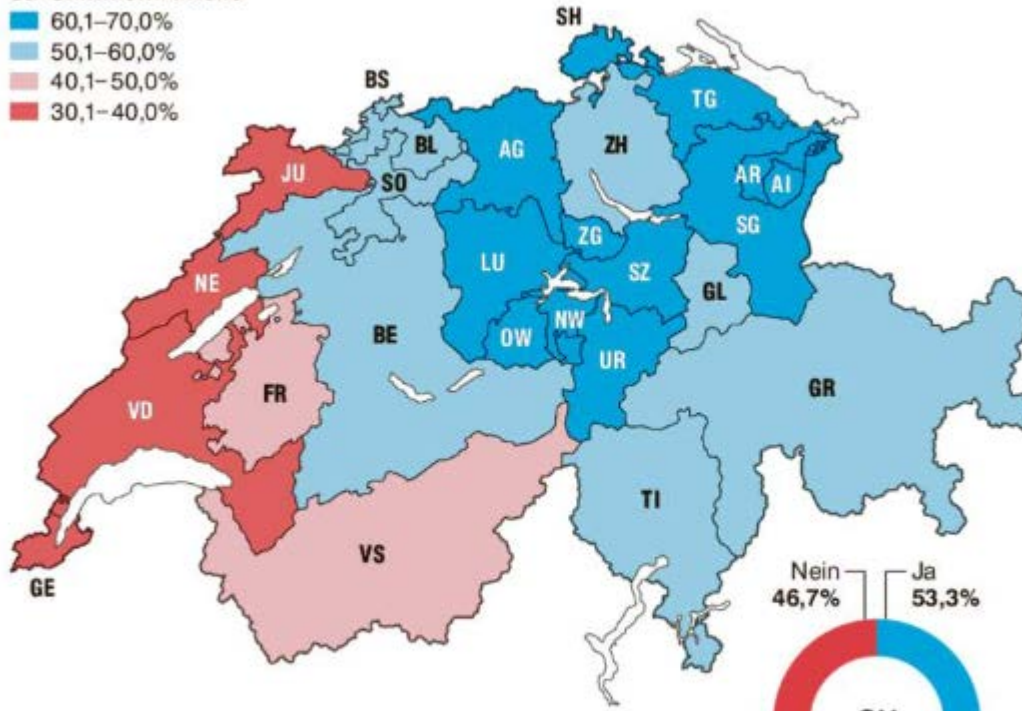 60,1–70,0%
50,1–60,0%
40,1–50,0%
30,1–40,0%
SH
BS
TG
BL
AG
ZH
JU
SO
AR
AI
SG
ZG
LU
SZ
NE
GL
NW
OW
BE
UR
FR
GR
VD
TI
VS
GE
Nein
46,7%
Ja
53,3%